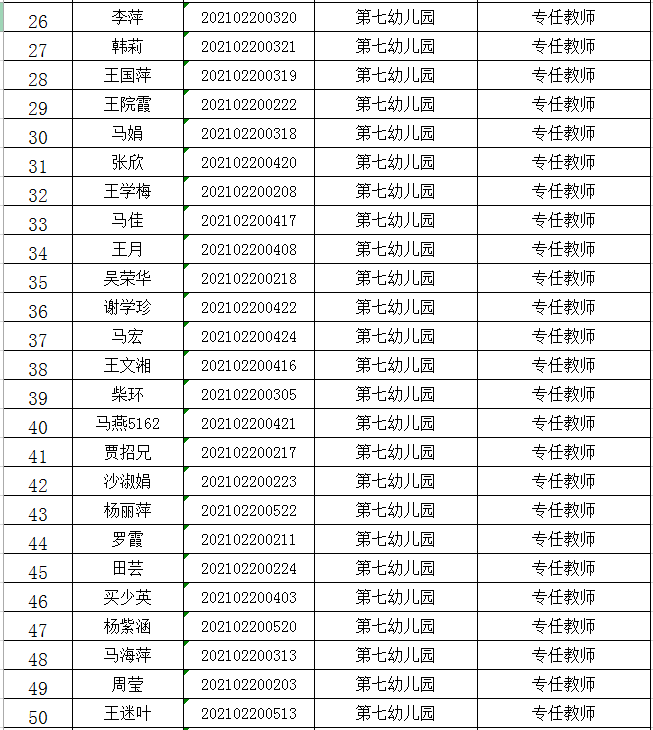 26 李萍 202102200320 第七幼儿园 专任教师
27 韩莉 202102200321 第七幼儿园 专任教师
28 王国萍 202102200319 第七幼儿园 专任教师
29 王院霞 202102200222 第七幼儿园 专任教师
30 马娟 202102200318 第七幼儿园 专任教师
31 张欣 202102200420 第七幼儿园 专任教师
32 王学梅 202102200208 第七幼儿园 专任教师
33 马佳 202102200417 第七幼儿园 专任教师
34 王月 202102200408 第七幼儿园 专任教师
35 吴荣华 202102200218 第七幼儿园 专任教师
36 谢学珍 202102200422 第七幼儿园 专任教师
37 马宏 202102200424 第七幼儿园 专任教师
38 王文湘 202102200416 第七幼儿园 专任教师
39 柴环 202102200305 第七幼儿园 专任教师
40 马燕5162 202102200421 第七幼儿园 专任教师
41 贾招兄 202102200217 第七幼儿园 专任教师
42 沙淑娟 202102200223 第七幼儿园 专任教师
43 杨丽萍 202102200522 第七幼儿园 专任教师
44 罗霞 202102200211 第七幼儿园 专任教师
45 田芸 202102200224 第七幼儿园 专任教师
46 买少英 202102200403 第七幼儿园 专任教师
47 杨紫涵 202102200520 第七幼儿园 专任教师
48 马海萍 202102200313 第七幼儿园 专任教师
49 周莹 202102200203 第七幼儿园 专任教师
50 王迷叶 202102200513 第七幼儿园 专任教师